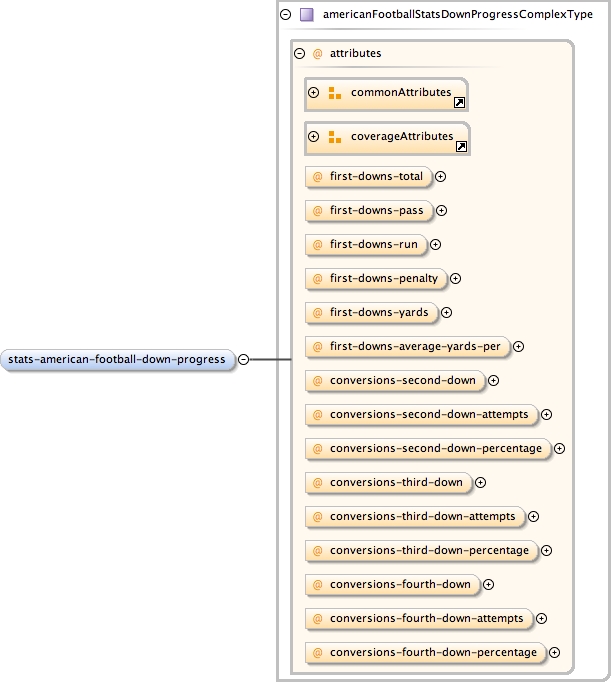 americanFootballStatsDownProgressComplexType
@ attributes
commonAttributes
coverageAttributes
@ first-downs-total
@ first-downs-pass
@ first-downs-run
@ first-downs-penalty
@ first-downs-yards
@ first-downs-average-yards-per
stats-american-football-down-progress
@ conversions-second-down
@ conversions-second-down-attempts
@ conversions-second-down-percentage
@ conversions-third-down
@ conversions-third-down-attempts
@ conversions-third-down-percentage
@ conversions-fourth-down
@ conversions-fourth-down-attempts
@ conversions-fourth-down-percentage